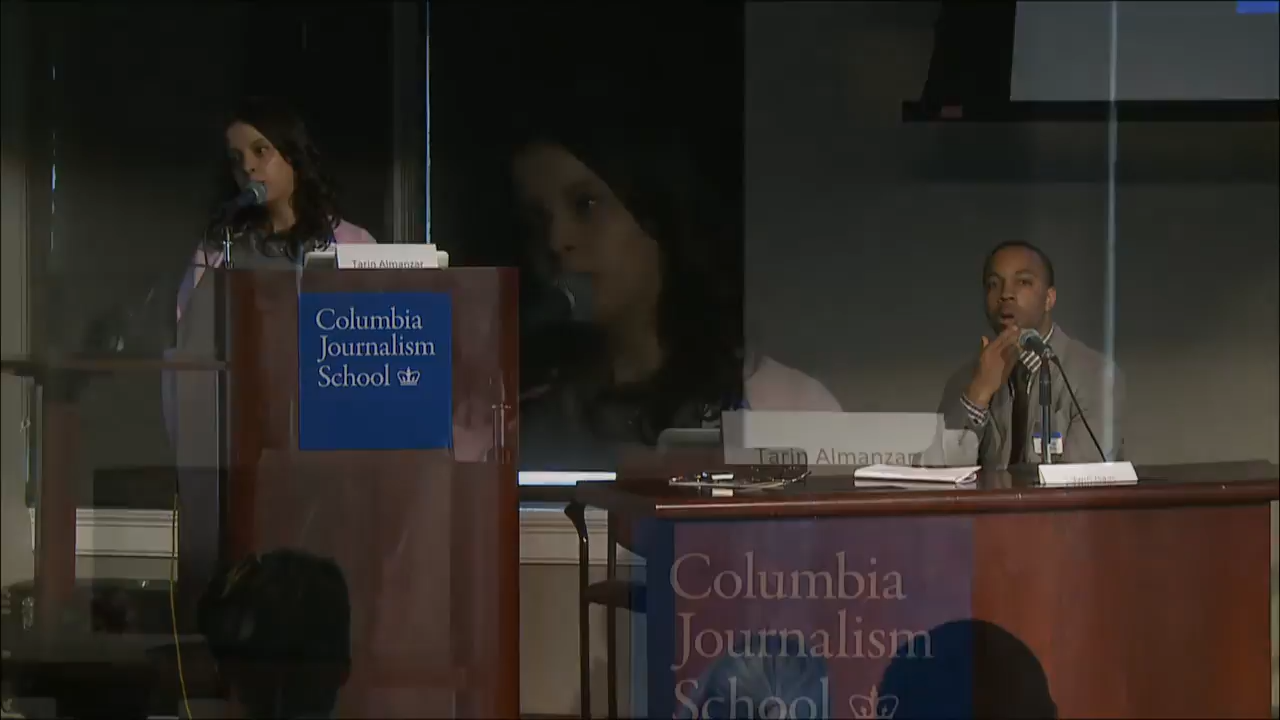 Tarin Almanzar
Columbia
Journalism
School
Tarin Almanzar
Columbia
Journalism
School